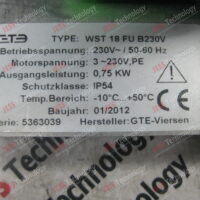 GTE TYPE: WST 18 FU B230V
Betriebsspannung: 230V~ / 50-60 Hz
Motorspannung: 3 ~230V,PE
Ausgangsleistung: 0,75 KW
Schutzklasse: IP54
Temp.Bereich: -10°C...+50°C
Baujahr: 01/2012
Serie: 5363039 Hersteller: GTE-Viersen